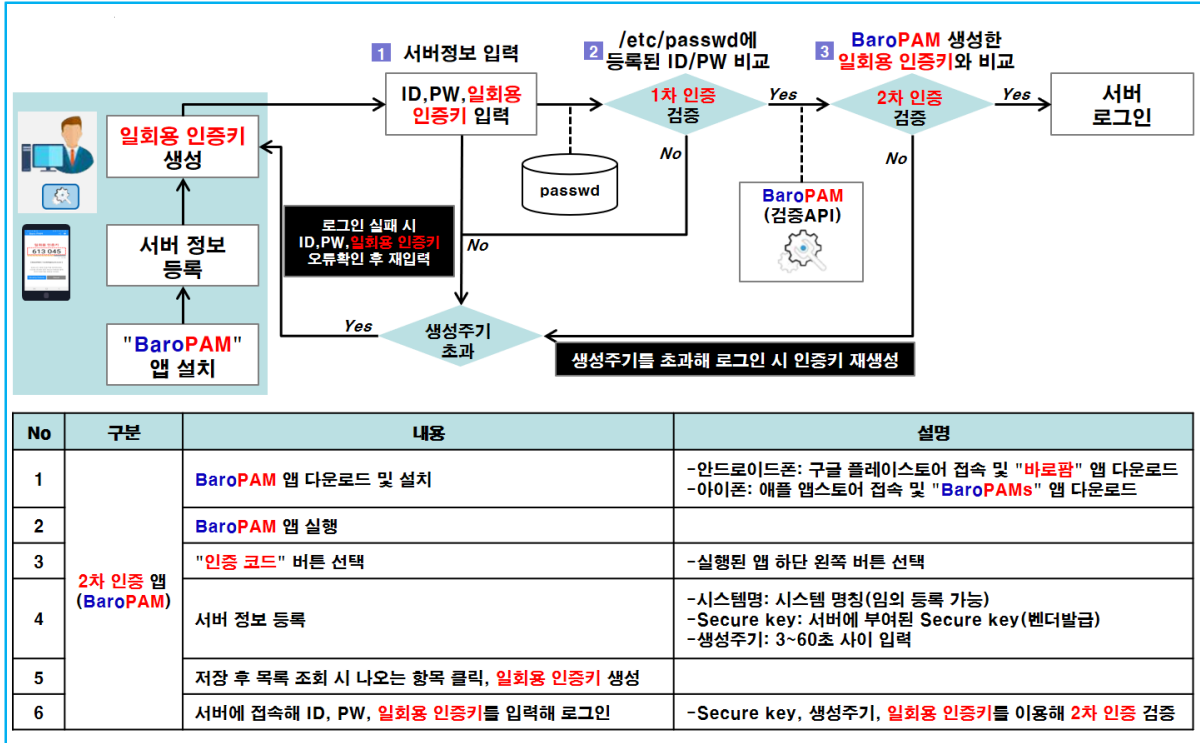 1 서버정보 입력
2 /etc/passwd에
등록된 ID/PW 비교
3 BaroPAM 생성한
일회용 인증키와 비교
ID,PW,일회용
인증키 입력
1차 인증
검증
Yes
2차 인증
검증
Yes
서버
로그인
일회용 인증키
생성
No
No
passwd
BaroPAM
(검증API)
로그인 실패 시
ID,PW,일회용 인증키
오류확인 후 재입력
No
서버 정보
등록
613 045
Yes
생성주기
초과
"BaroPAM"
앱 설치
생성주기를 초과해 로그인 시 인증키 재생성
No 구분 내용 설명
1 BaroPAM 앱 다운로드 및 설치 -안드로이드폰: 구글 플레이스토어 접속 및 "바로팜" 앱 다운로드
-아이폰: 애플 앱스토어 접속 및 "BaroPAMs" 앱 다운로드
2 BaroPAM 앱 실행
3 "인증 코드" 버튼 선택 -실행된 앱 하단 왼쪽 버튼 선택
2차 인증 앱
(BaroPAM)
4 서버 정보 등록 -시스템명: 시스템 명칭(임외 등록 가능)
-Secure key: 서버에 부여된 Secure key(벤더발급)
-생성주기: 3~60초 사이 입력
5 저장 후 목록 조회 시 나오는 항목 클릭, 일회용 인증키 생성
6 서버에 접속해 ID, PW, 일회용 인증키를 입력해 로그인 -Secure key, 생성주기, 일회용 인증키를 이용해 2차 인증 검증